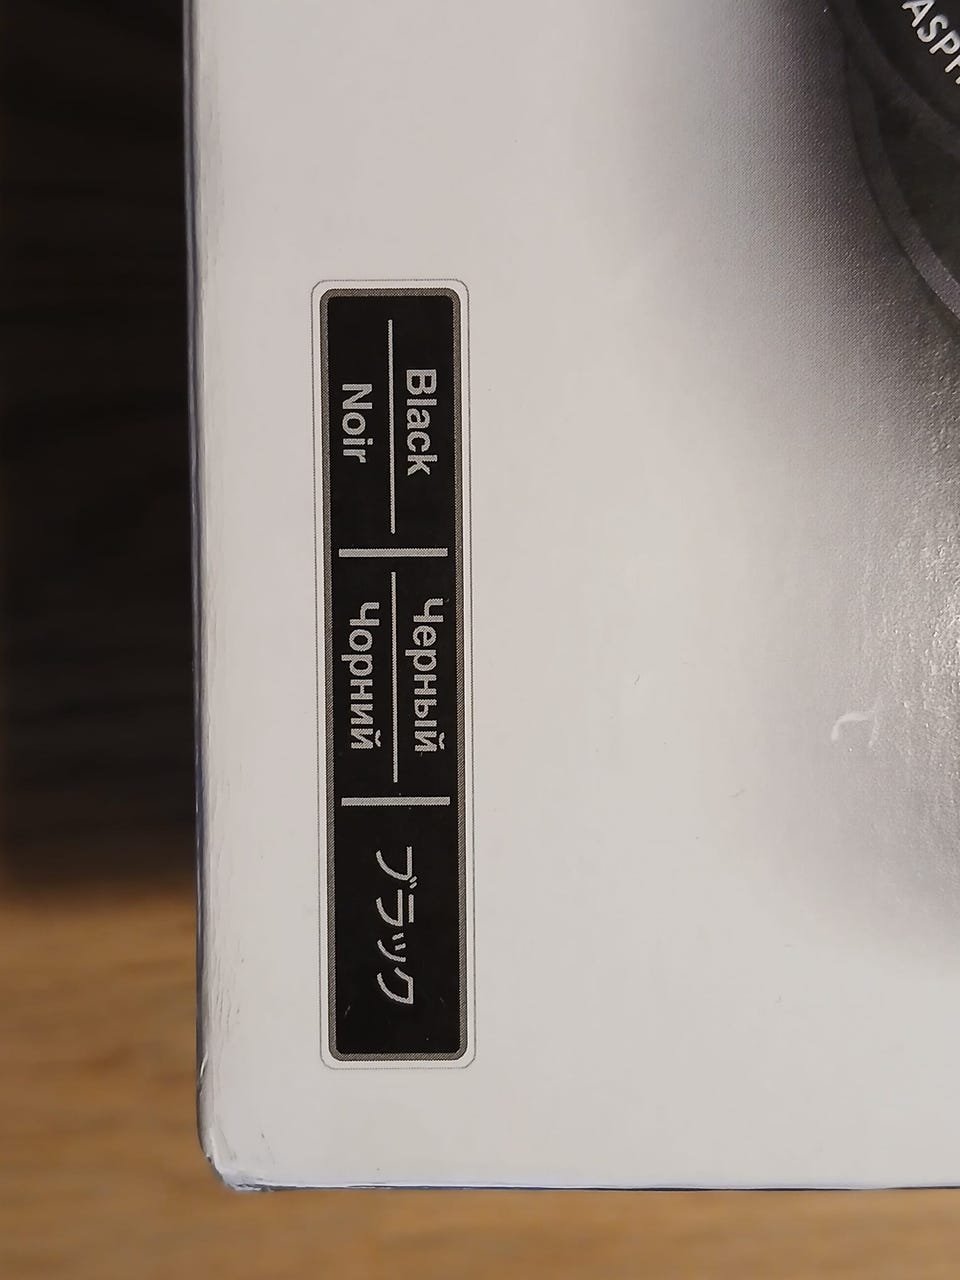 Black
Noir
Черный
Чорний
ブラック